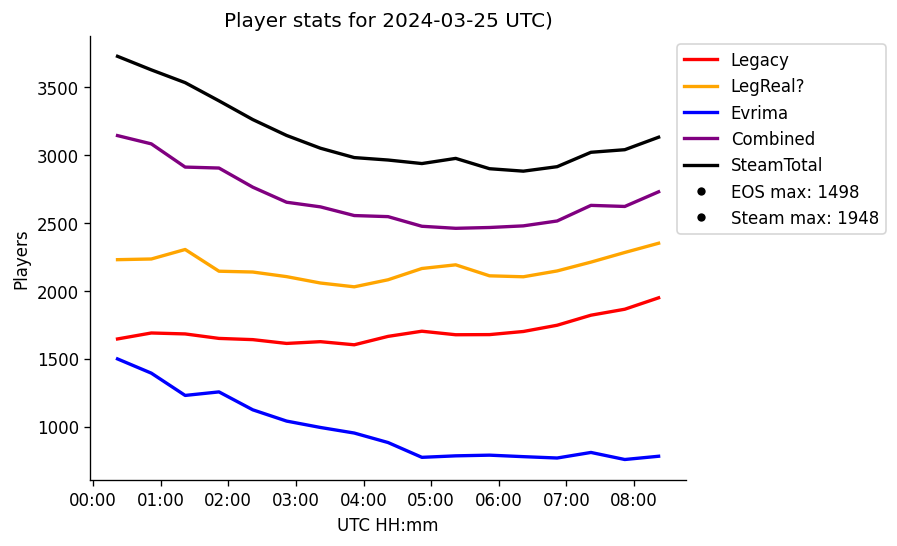 Player stats for 2024-03-25 UTC)
Legacy
LegReal?
Evrima
Combined
SteamTotal
EOS max: 1498
Steam max: 1948
Players
3500
3000
2500
2000
1500
1000
00:00 01:00 02:00 03:00 04:00 05:00 06:00 07:00 08:00
UTC HH:mm